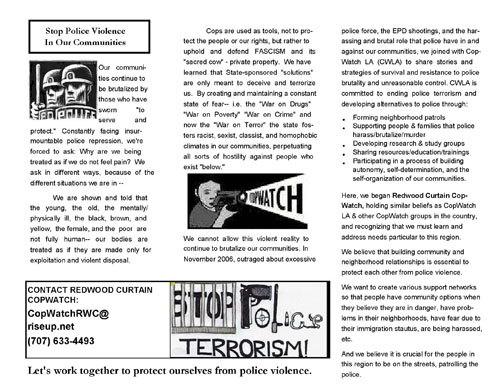 Stop Police Violence
In Our Communities
Our communi-
ties continue to
be brutalized by
those who have
sworn "to
serve and
protect." Constantly facing insur-
mountable police repression, we're
forced to ask: Why are we being
treated as if we do not feel pain? We
ask in different ways, because of the
different situations we are in --
We are shown and told that
the young, the old, the mentally/
physically ill, the black, brown, and
yellow, the female, and the poor are
not fully human-- our bodies are
treated as if they are made only for
exploitation and violent disposal.
Cops are used as tools, not to pro-
tect the people or our rights, but rather to
uphold and defend FASCISM and its
"sacred cow" - private property. We have
learned that State-sponsored "solutions"
are only meant to deceive and terrorize
us. By creating and maintaining a constant
state of fear-- i.e. the "War on Drugs"
"War on Poverty" "War on Crime" and
now the "War on Terror" the state fos-
ters racist, sexist, classist, and homophobic
climates in our communities, perpetuating
all sorts of hostility against people who
exist "below."
COPWATCH
We cannot allow this violent reality to
continue to brutalize our communities. In
November 2006, outraged about excessive
police force, the EPD shootings, and the har-
assing and brutal role that police have in and
against our communities, we joined with Cop-
Watch LA (CWLA) to share stories and
strategies of survival and resistance to police
brutality and unreasonable control. CWLA is
committed to ending police terrorism and
developing alternatives to police through:
• Forming neighborhood patrols
• Supporting people & families that police
harass/brutalize/murder
• Developing research & study groups
• Sharing resources/education/trainings
• Participating in a process of building
autonomy, self-determination, and the
self-organization of our communities.
Here, we began Redwood Curtain Cop-
Watch, holding similar beliefs as CopWatch
LA & other CopWatch groups in the country,
and recognizing that we must learn and
address needs particular to this region.
We believe that building community and
neighborhood relationships is essential to
protect each other from police violence.
We want to create various support networks
so that people have community options when
they believe they are in danger, have prob-
lems in their neighborhoods, have fear due to
their immigration stautus, are being harassed,
etc.
And we believe it is crucial for the people in
this region to be on the streets, patrolling the
police.
CONTACT REDWOOD CURTAIN
COPWATCH:
CopWatchRWC@
riseup.net
(707) 633-4493
STOP Police
TERRORISM!
Let's work together to protect ourselves from police violence.